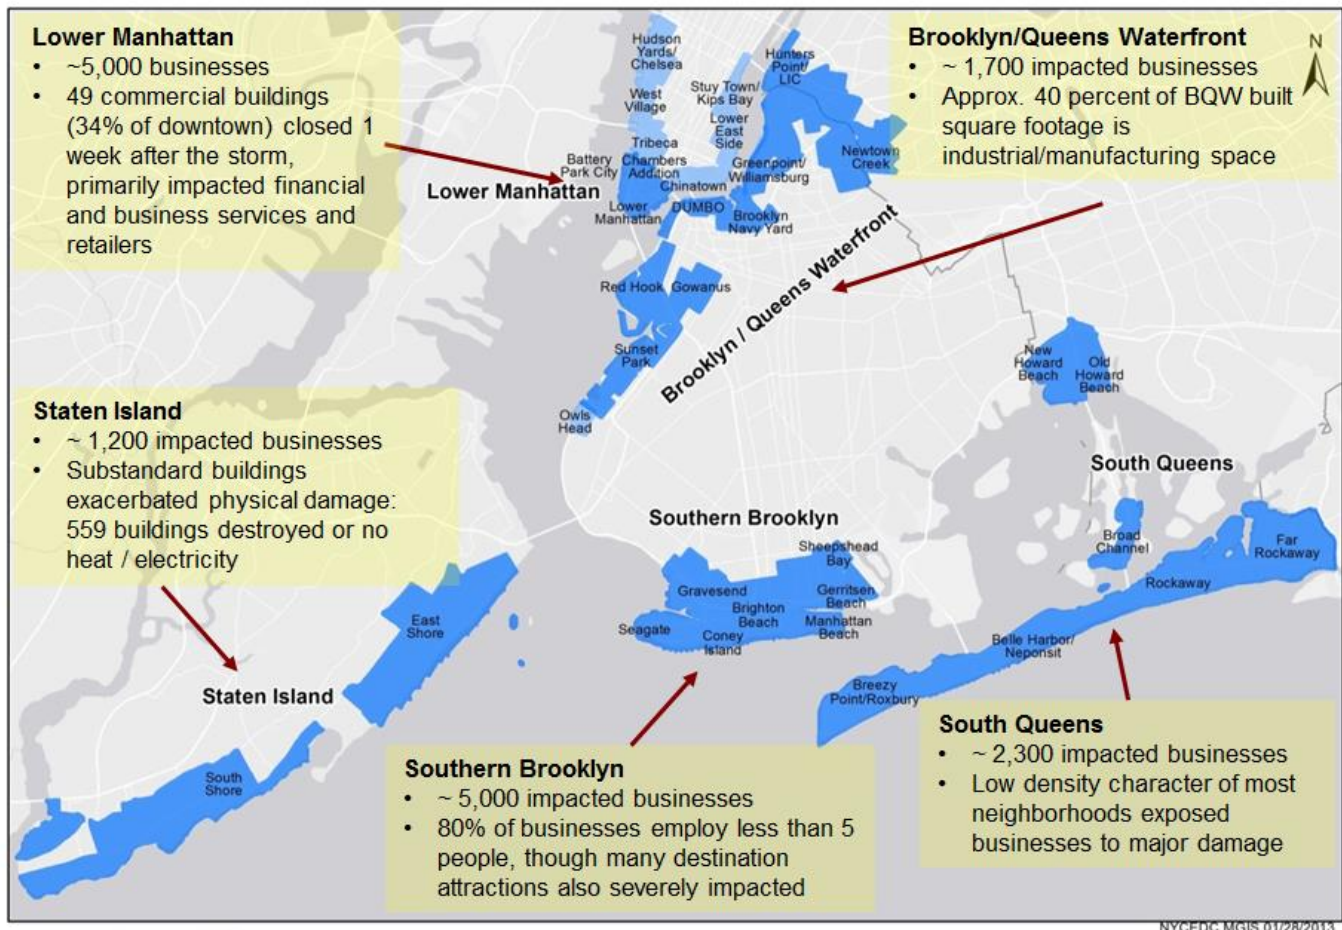 Lower Manhattan
• ~5,000 businesses
• 49 commercial buildings
(34% of downtown) closed 1
week after the storm,
primarily impacted financial
and business services and
retailers
Brooklyn/Queens Waterfront
• ~ 1,700 impacted businesses
• Approx. 40 percent of BQW built
square footage is
industrial/manufacturing space
N
Hudson
Yards/
Chelsea
Hunters
Point/
LIC
West
Village
Stuy Town/
Kips Bay
Lower
East
Side
Tribeca
Battery
Park City
Chambers
Addition
Chinatown
Greenpoint/
Williamsburg
Newtown
Creek
Lower Manhattan
Lower
Manhattan
DUMBO
Brooklyn
Navy Yard
Brooklyn / Queens Waterfront
Red Hook
Gowanus
Sunset
Park
Owls
Head
New
Howard
Beach
Old
Howard
Beach
Staten Island
• ~ 1,200 impacted businesses
• Substandard buildings
exacerbated physical damage:
559 buildings destroyed or no
heat / electricity
South Queens
Southern Brooklyn
Sheepshead
Bay
Broad
Channel
Far
Rockaway
Rockaway
Gravesend
Gerritsen
Beach
Brighton
Beach
Manhattan
Beach
Seagate
Coney
Island
East
Shore
Belle Harbor/
Neponsit
Breezy
Point/Roxbury
Staten Island
South
Shore
Southern Brooklyn
• ~ 5,000 impacted businesses
• 80% of businesses employ less than 5
people, though many destination
attractions also severely impacted
South Queens
• ~ 2,300 impacted businesses
• Low density character of most
neighborhoods exposed
businesses to major damage
NYCEDC MGIS 01/28/2013